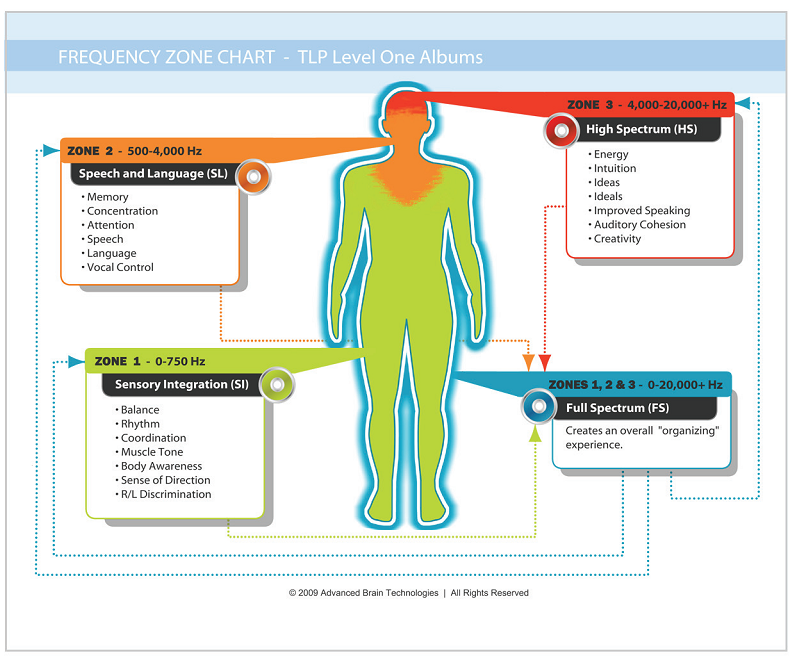 FREQUENCY ZONE CHART - TLP Level One Albums
ZONE 3 - 4,000-20,000+ Hz
High Spectrum (HS)
• Energy
• Intuition
• Ideas
• Ideals
• Improved Speaking
• Auditory Cohesion
• Creativity
ZONE 2 - 500-4,000 Hz
Speech and Language (SL)
• Memory
• Concentration
• Attention
• Speech
• Language
• Vocal Control
ZONE 1 - 0-750 Hz
Sensory Integration (SI)
• Balance
• Rhythm
• Coordination
• Muscle Tone
• Body Awareness
• Sense of Direction
• R/L Discrimination
ZONES 1, 2 & 3 - 0-20,000+ Hz
Full Spectrum (FS)
Creates an overall "organizing"
experience.
© 2009 Advanced Brain Technologies | All Rights Reserved